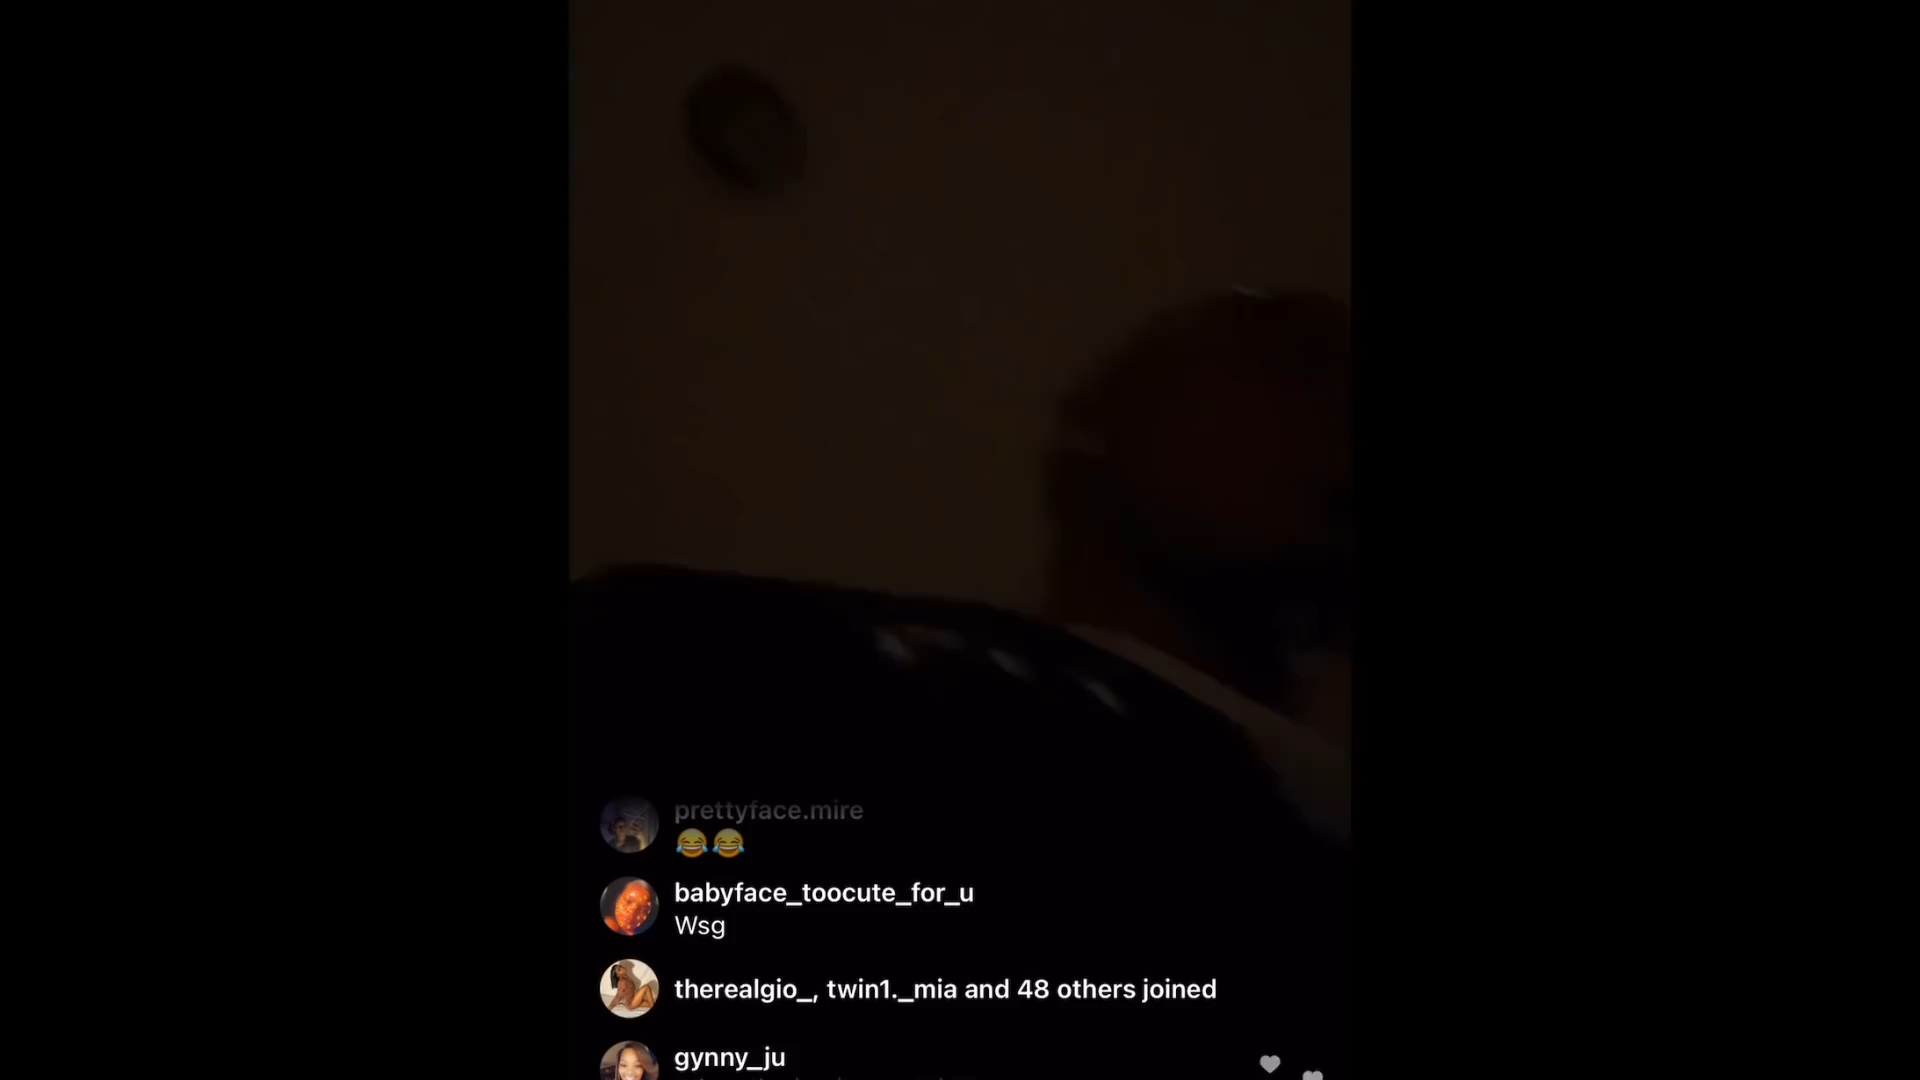 prettyface.mire
😂😂
babyface_toocute_for_u
Wsg
therealgio_, twin1._mia and 48 others joined
gynny_ju